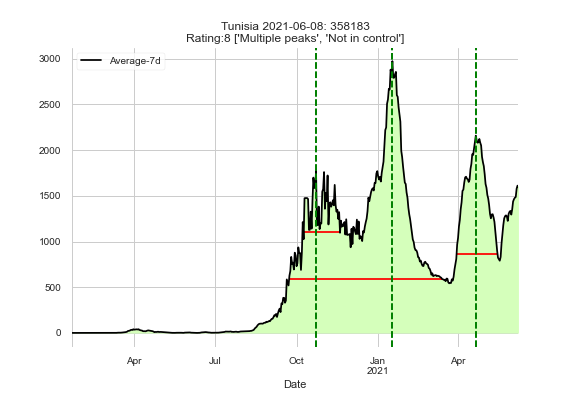 Tunisia 2021-06-08: 358183
Rating:8 ['Multiple peaks', 'Not in control']
Average-7d
3000
2500
2000
1500
1000
500
0
Apr
Jul
Oct
Jan
2021
Apr
Date